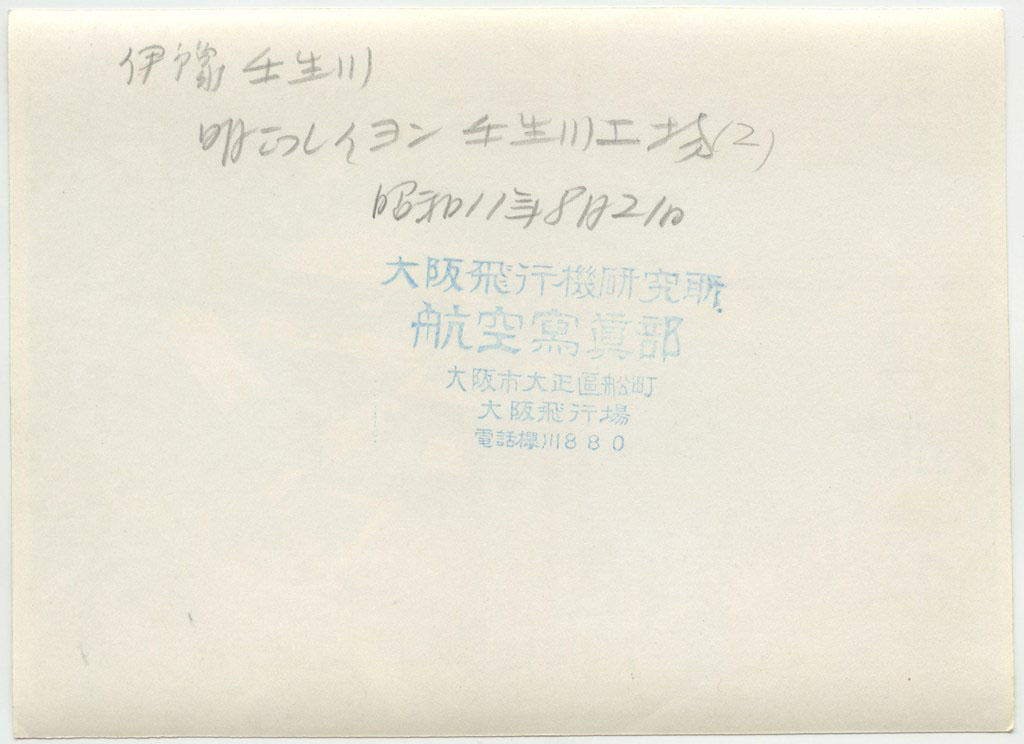 伊豫 壬生川
明正レイヨン 壬生川工場(2)
昭和11年8月21日
大阪飛行機研究所
航空寫眞部
大阪市大正區船町
大阪飛行場
電話櫻川880